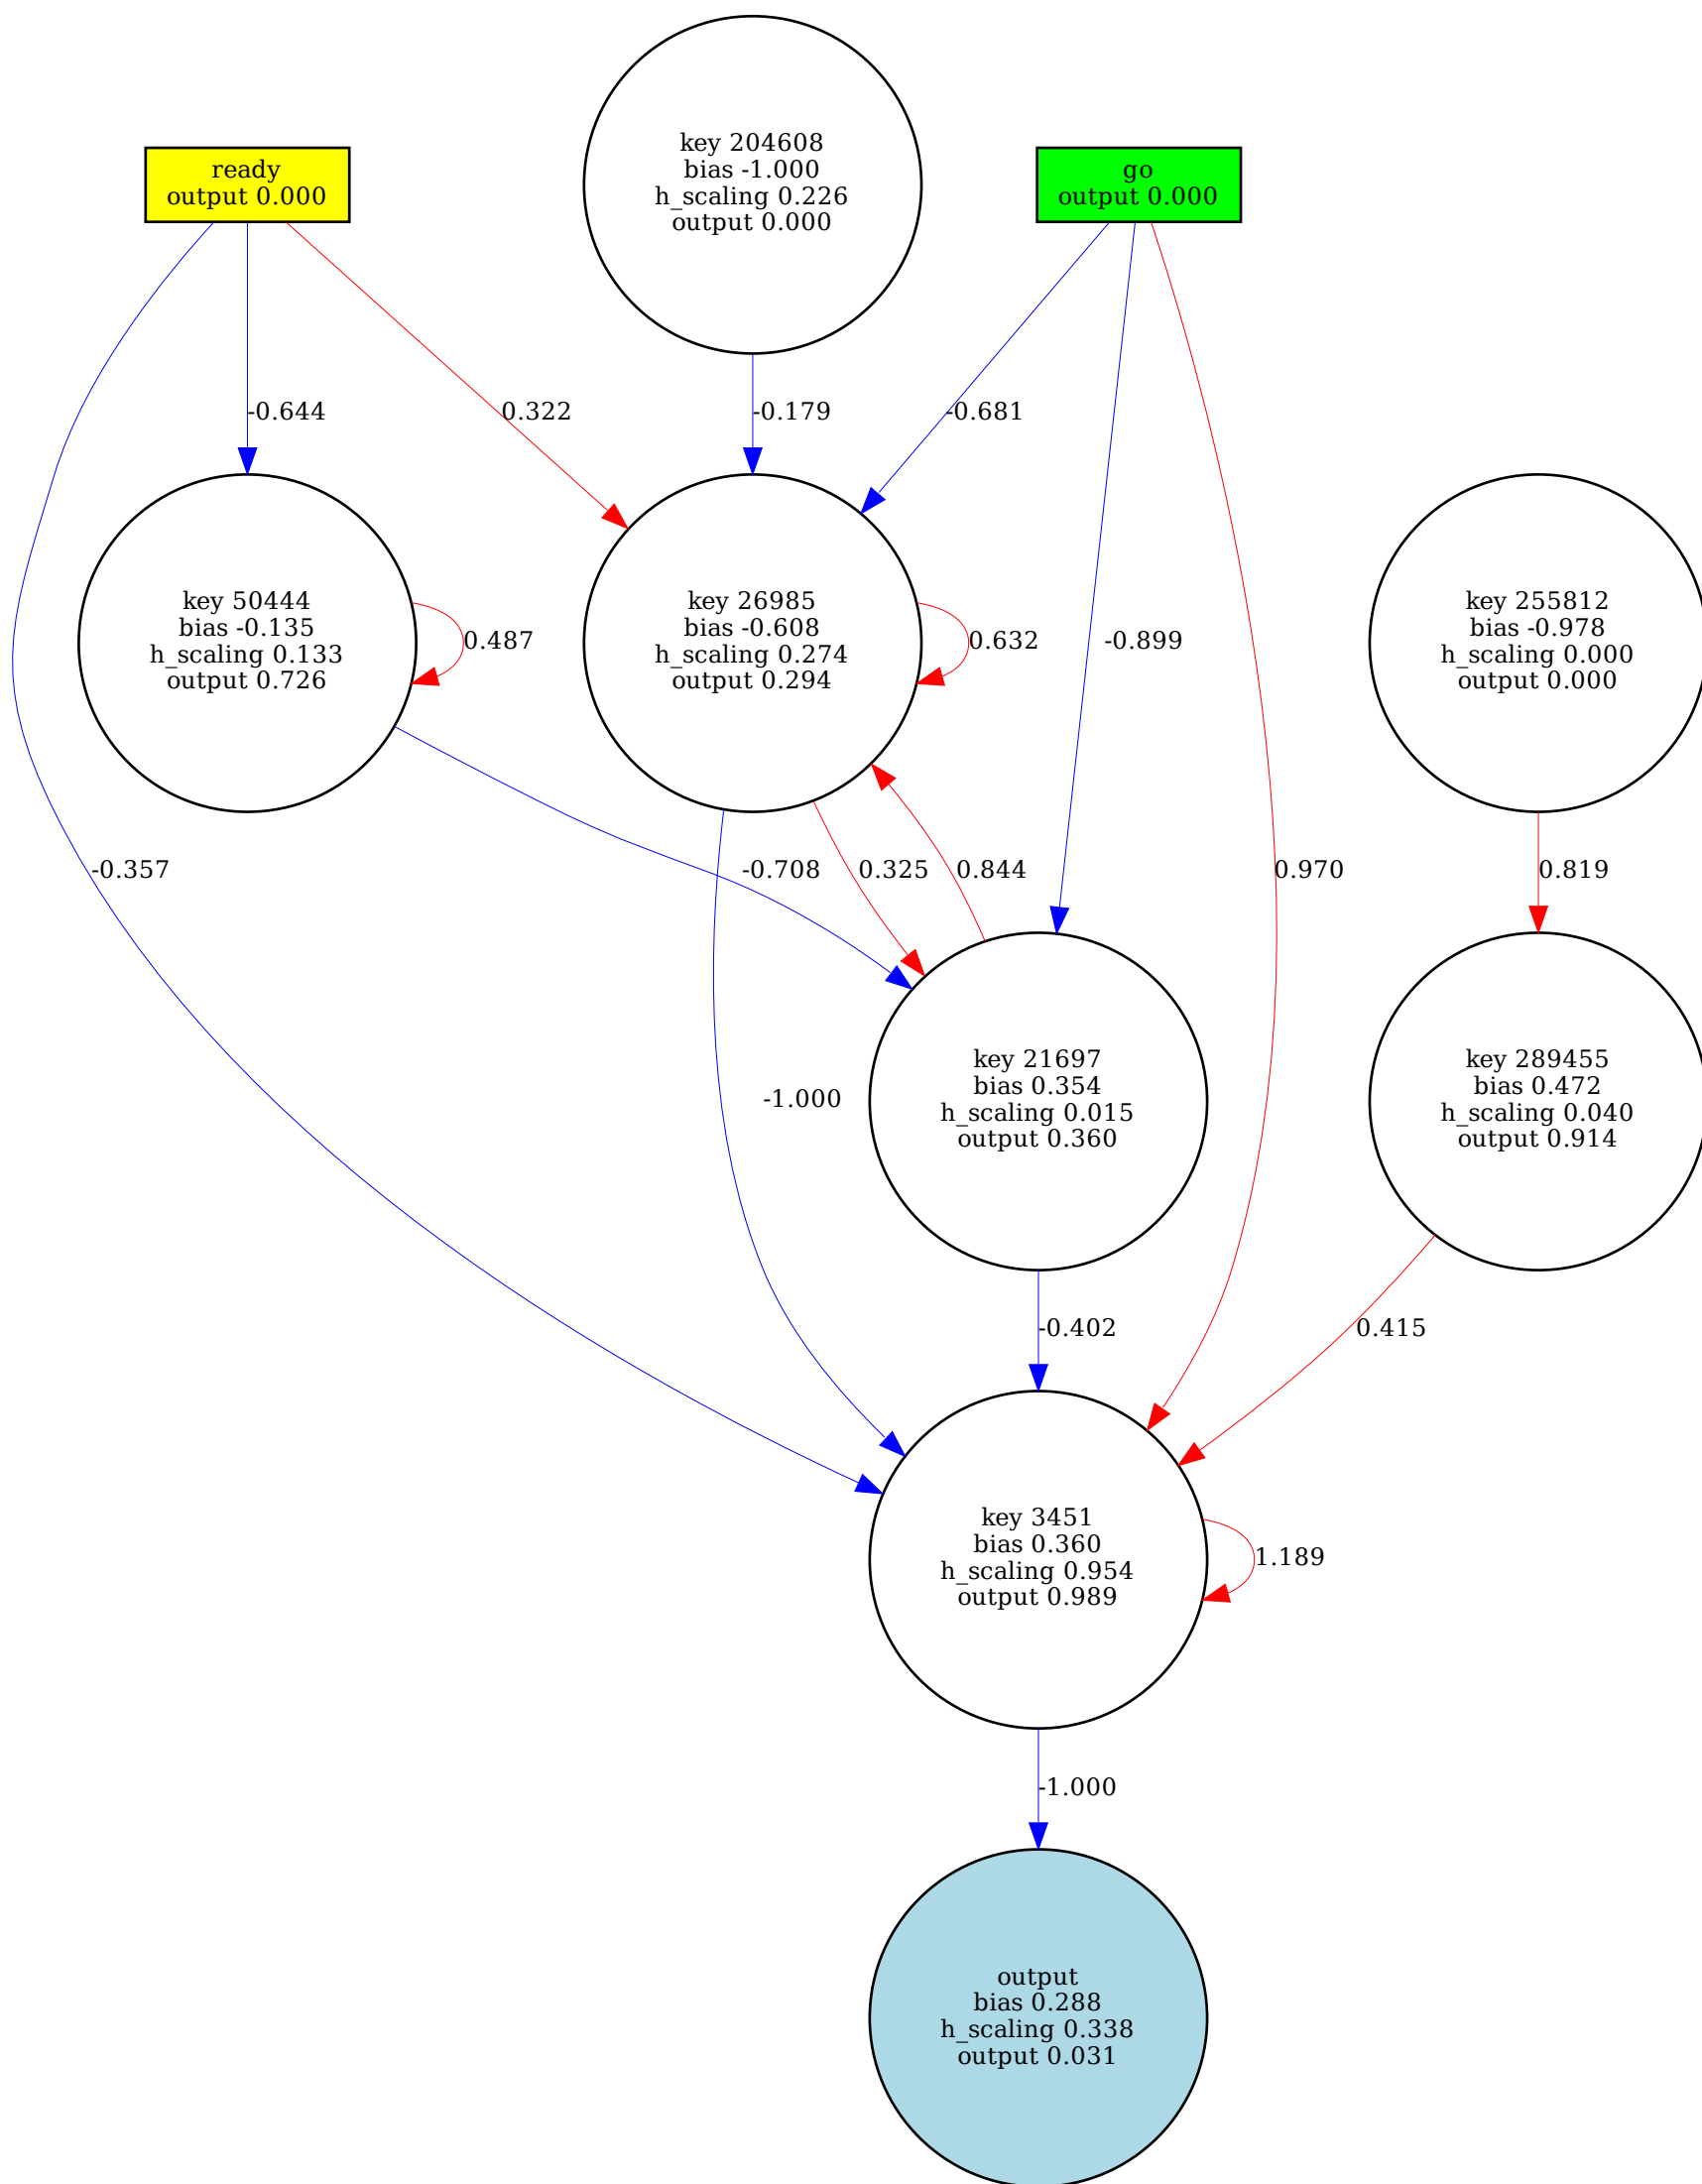 key 204608
bias -1.000
h_scaling 0.226
output 0.000
ready
output 0.000
go
output 0.000
-0.644
0.322
-0.179
-0.681
key 50444
bias -0.135
h_scaling 0.133
output 0.726
0.487
key 26985
bias -0.608
h_scaling 0.274
output 0.294
0.632
-0.899
key 255812
bias -0.978
h_scaling 0.000
output 0.000
-0.357
-0.708
0.325
0.844
0.970
0.819
-1.000
key 21697
bias 0.354
h_scaling 0.015
output 0.360
key 289455
bias 0.472
h_scaling 0.040
output 0.914
-0.402
0.415
key 3451
bias 0.360
h_scaling 0.954
output 0.989
1.189
-1.000
output
bias 0.288
h_scaling 0.338
output 0.031